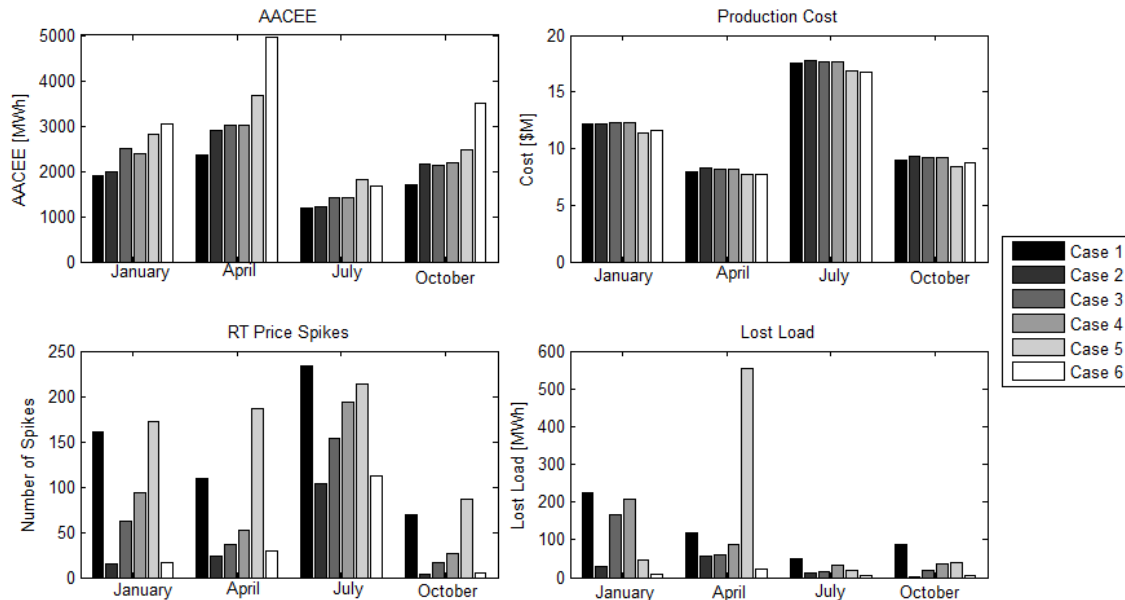 AACEE
5000
4000
3000
2000
1000
0
AACEE [MWh]
January
April
July
October
Production Cost
20
15
10
5
0
Cost [$M]
January
April
July
October
Case 1
Case 2
Case 3
Case 4
Case 5
Case 6
RT Price Spikes
250
200
150
100
50
0
Number of Spikes
January
April
July
October
Lost Load
600
500
400
300
200
100
0
Lost Load [MWh]
January
April
July
October